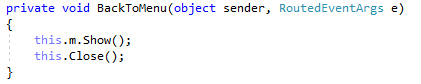 private void BackToMenu(object sender, RoutedEventArgs e)
{
    this.m.Show();
    this.Close();
}